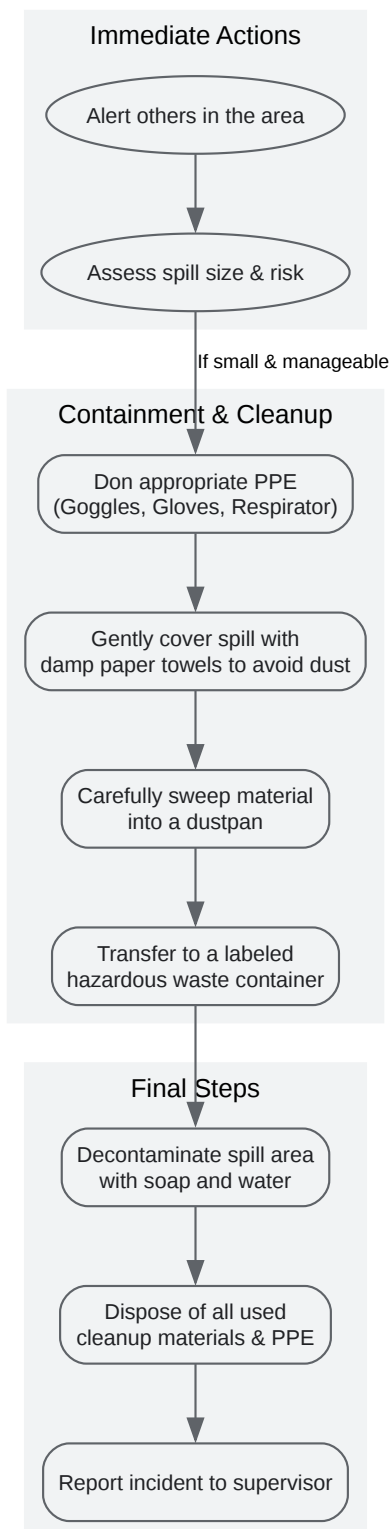 Immediate Actions
Alert others in the area
Assess spill size & risk
If small & manageable
Containment & Cleanup
Don appropriate PPE
(Goggles, Gloves, Respirator)
Gently cover spill with
damp paper towels to avoid dust
Carefully sweep material
into a dustpan
Transfer to a labeled
hazardous waste container
Final Steps
Decontaminate spill area
with soap and water
Dispose of all used
cleanup materials & PPE
Report incident to supervisor